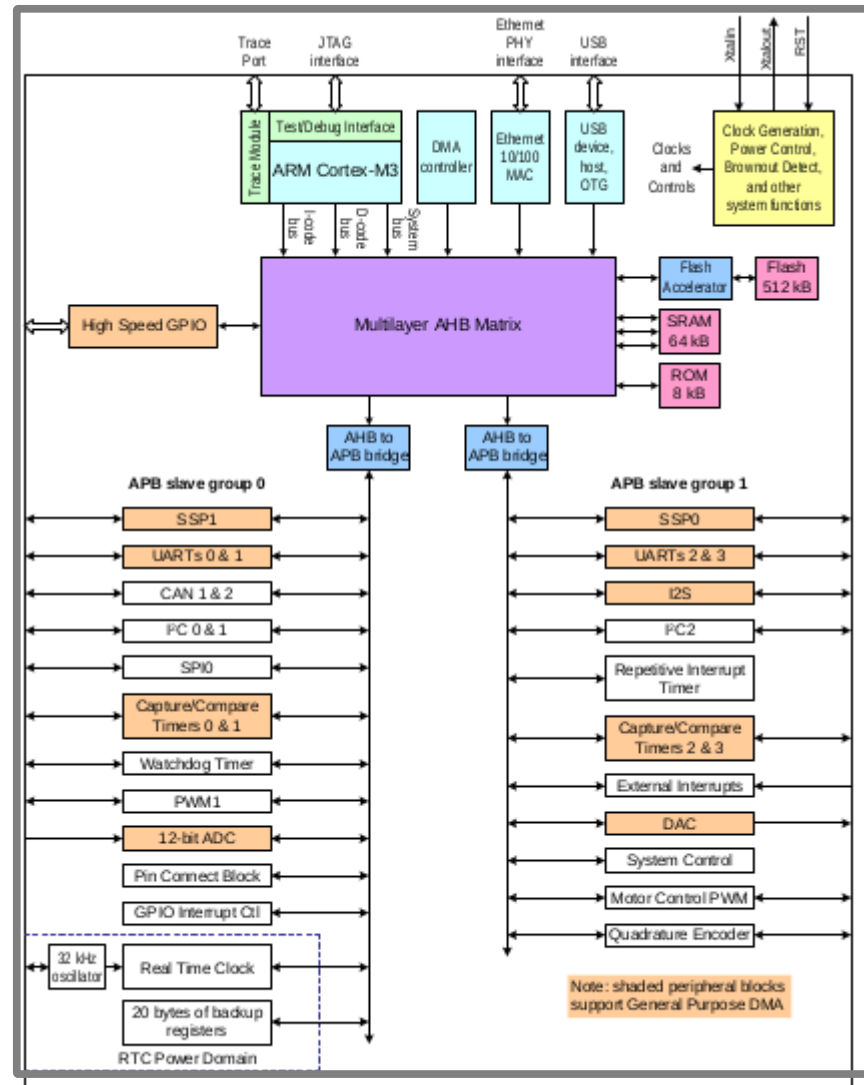 Trace
Port
JTAG
interface
Ethernet
PHY
interface
USB
interface
Xtalin
Xtalout
RST
Trace Module
Test/Debug Interface
ARM Cortex-M3
DMA
controller
Ethernet
10/100
MAC
USB
device,
host,
OTG
Clocks
and
Controls
Clock Generation,
Power Control,
Brownout Detect,
and other
system functions
I-code
bus
D-code
bus
System
bus
High Speed GPIO
Multilayer AHB Matrix
Flash
Accelerator
Flash
512 kB
SRAM
64 kB
ROM
8 kB
AHB to
APB bridge
AHB to
APB bridge
APB slave group 0
SSP1
UARTs 0 & 1
CAN 1 & 2
I²C 0 & 1
SPI0
Capture/Compare
Timers 0 & 1
Watchdog Timer
PWM1
12-bit ADC
Pin Connect Block
GPIO Interrupt Ctl
32 kHz
oscillator
Real Time Clock
20 bytes of backup
registers
RTC Power Domain
APB slave group 1
SSP0
UARTs 2 & 3
I2S
I²C2
Repetitive Interrupt
Timer
Capture/Compare
Timers 2 & 3
External Interrupts
DAC
System Control
Motor Control PWM
Quadrature Encoder
Note: shaded peripheral blocks
support General Purpose DMA